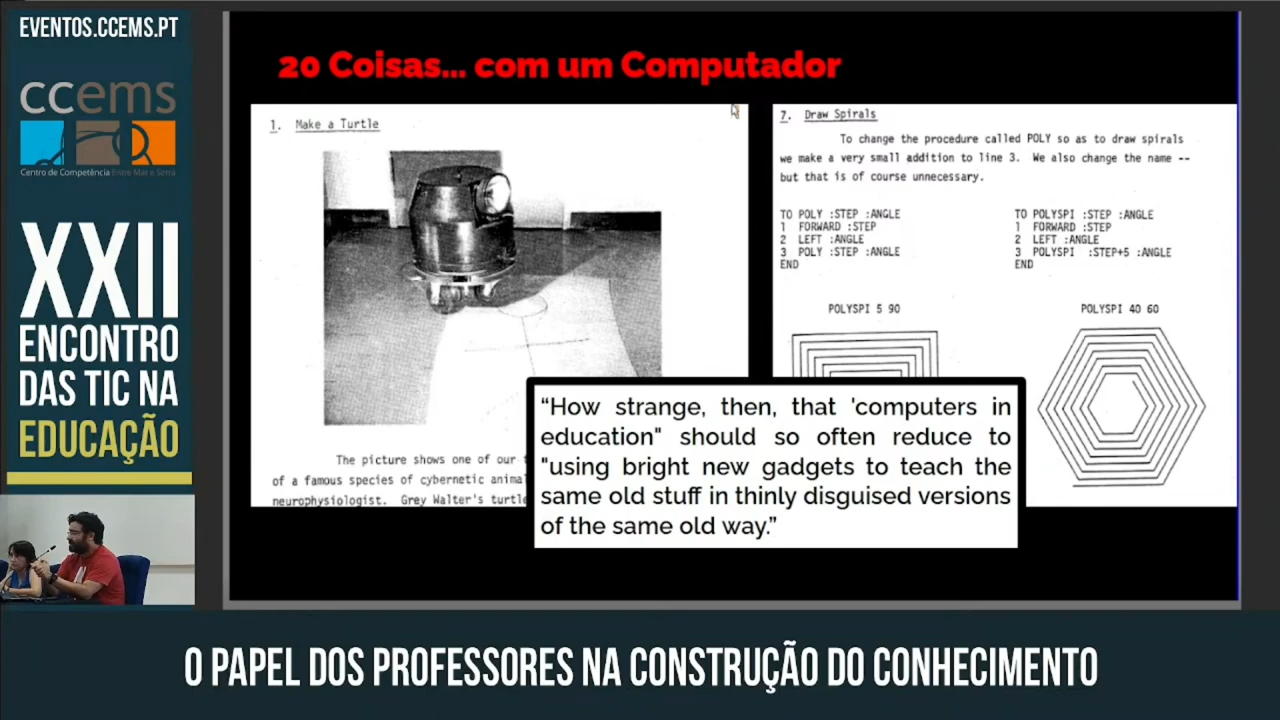 EVENTOS.CCEMS.PT
ccems
Centro de Competência Entre Mar e Serra
XXII
ENCONTRO
DAS TIC NA
EDUCAÇÃO
20 Coisas... com um Computador
1. Make a Turtle
The picture shows one of our
of a famous species of cybernetic
neurophysiologist. Grey Walter's
7. Draw Spirals
To change the procedure called POLY so as to draw spirals
we make a very small addition to line 3. We also change the name --
but that is of course unnecessary.
TO POLY :STEP :ANGLE
1 FORWARD :STEP
2 LEFT :ANGLE
3 POLY :STEP :ANGLE
END
TO POLYSPI :STEP :ANGLE
1 FORWARD :STEP
2 LEFT :ANGLE
3 POLYSPI :STEP+5 :ANGLE
END
POLYSPI 5 90
POLYSPI 40 60
“How strange, then, that 'computers in
education" should so often reduce to
"using bright new gadgets to teach the
same old stuff in thinly disguised versions
of the same old way.”
O PAPEL DOS PROFESSORES NA CONSTRUÇÃO DO CONHECIMENTO